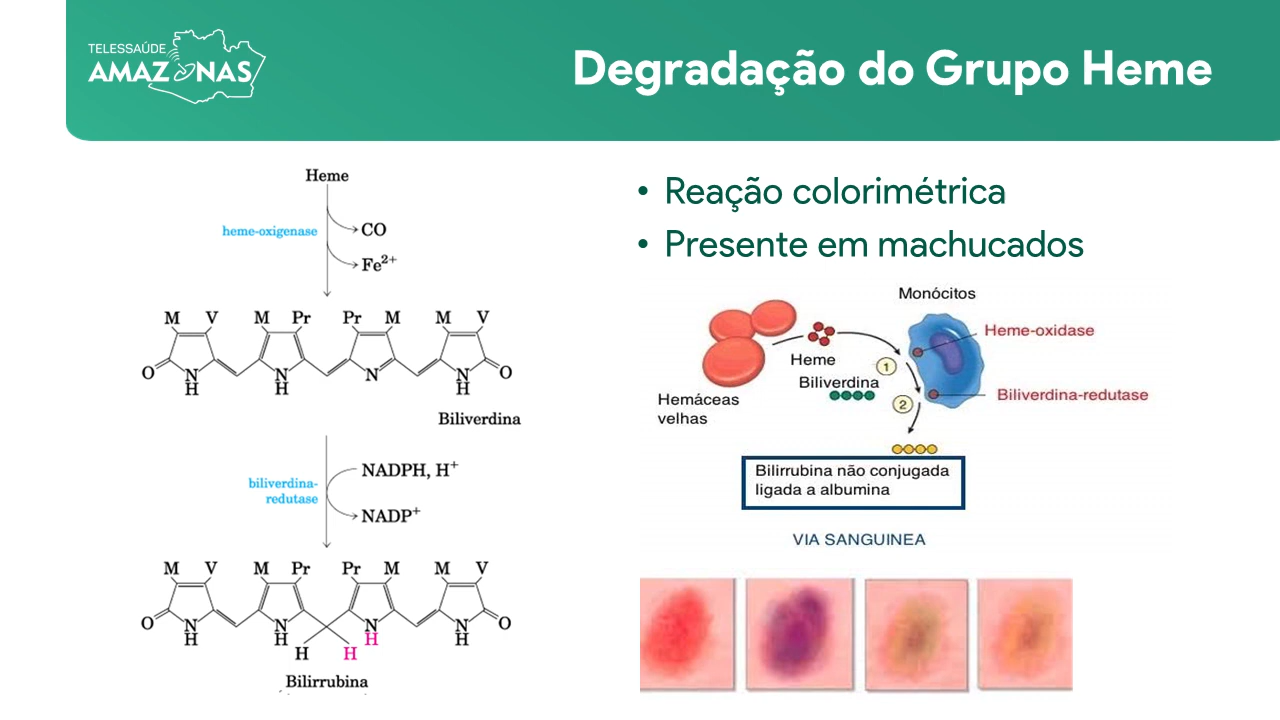 TELESSAÚDE
AMAZONAS
Degradação do Grupo Heme
Heme
heme-oxigenase
CO
Fe²⁺
M V M Pr Pr M M V
O N H N H N N H O
Biliverdina
biliverdina-
redutase
NADPH, H⁺
NADP⁺
M V M Pr Pr M M V
O N H N H N H N H O
H H
Bilirrubina
• Reação colorimétrica
• Presente em machucados
Monócitos
Heme-oxidase
Heme
1
Biliverdina
Biliverdina-redutase
2
Hemáceas
velhas
Bilirrubina não conjugada
ligada a albumina
VIA SANGUINEA